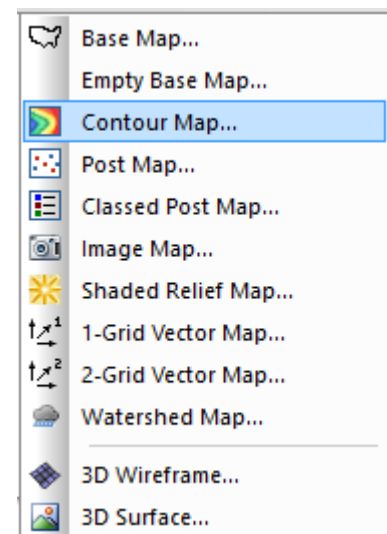 Base Map...
Empty Base Map...
Contour Map...
Post Map...
Classed Post Map...
Image Map...
Shaded Relief Map...
1-Grid Vector Map...
2-Grid Vector Map...
Watershed Map...
3D Wireframe...
3D Surface...